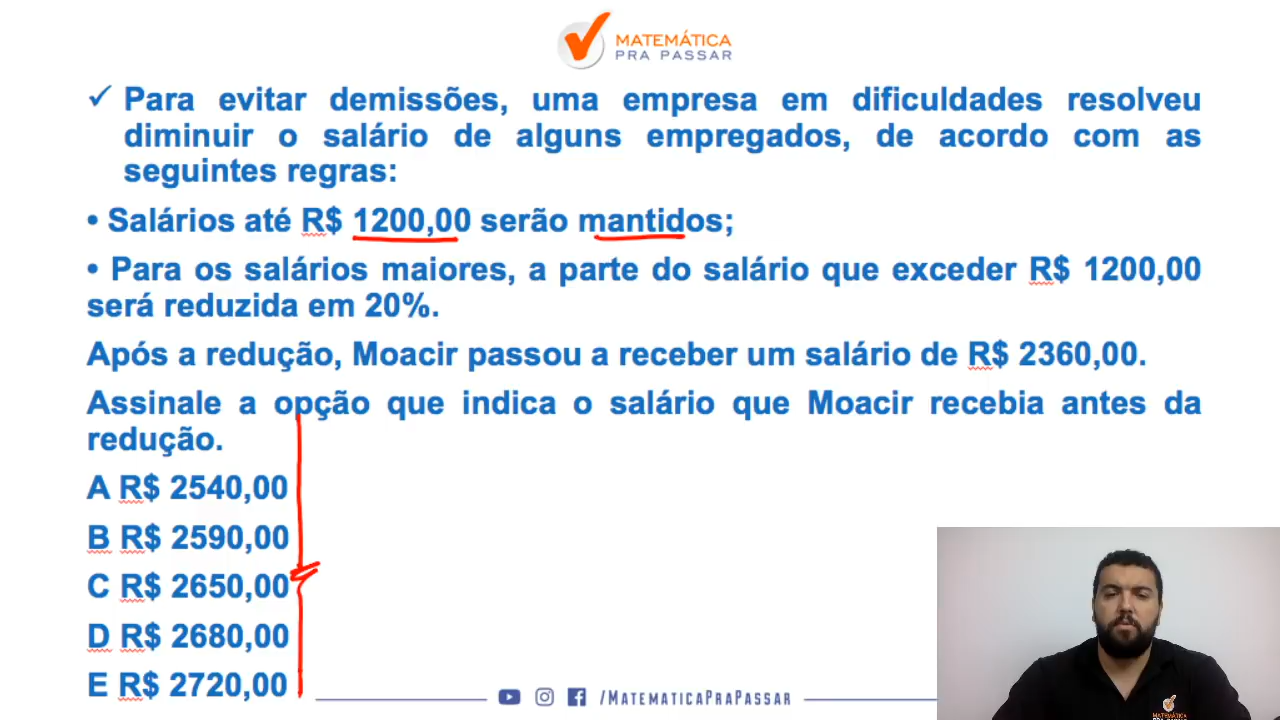 MATEMÁTICA
PRA PASSAR
✓ Para evitar demissões, uma empresa em dificuldades resolveu
diminuir o salário de alguns empregados, de acordo com as
seguintes regras:
• Salários até R$ 1200,00 serão mantidos;
• Para os salários maiores, a parte do salário que exceder R$ 1200,00
será reduzida em 20%.
Após a redução, Moacir passou a receber um salário de R$ 2360,00.
Assinale a opção que indica o salário que Moacir recebia antes da
redução.
A R$ 2540,00
B R$ 2590,00
C R$ 2650,00
D R$ 2680,00
E R$ 2720,00
/MATEMATICAPRAPASSAR
MATEMÁTICA
PRA PASSAR